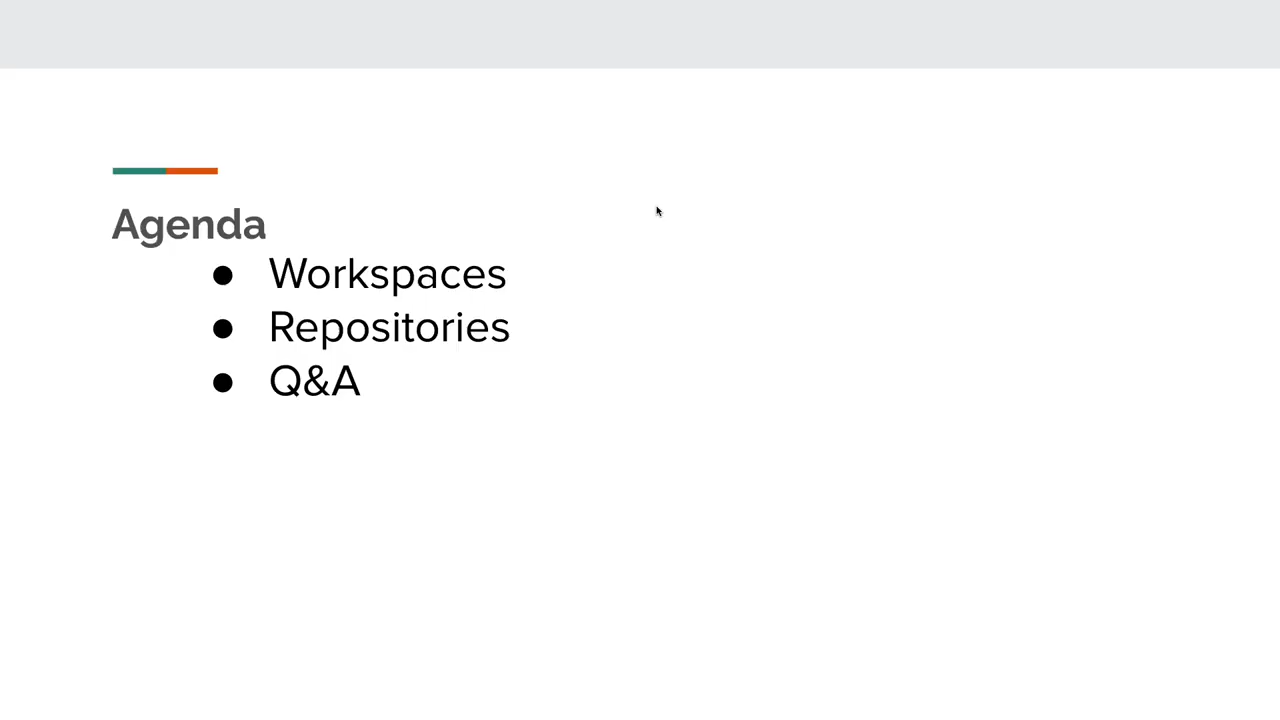 Agenda
● Workspaces
● Repositories
● Q&A